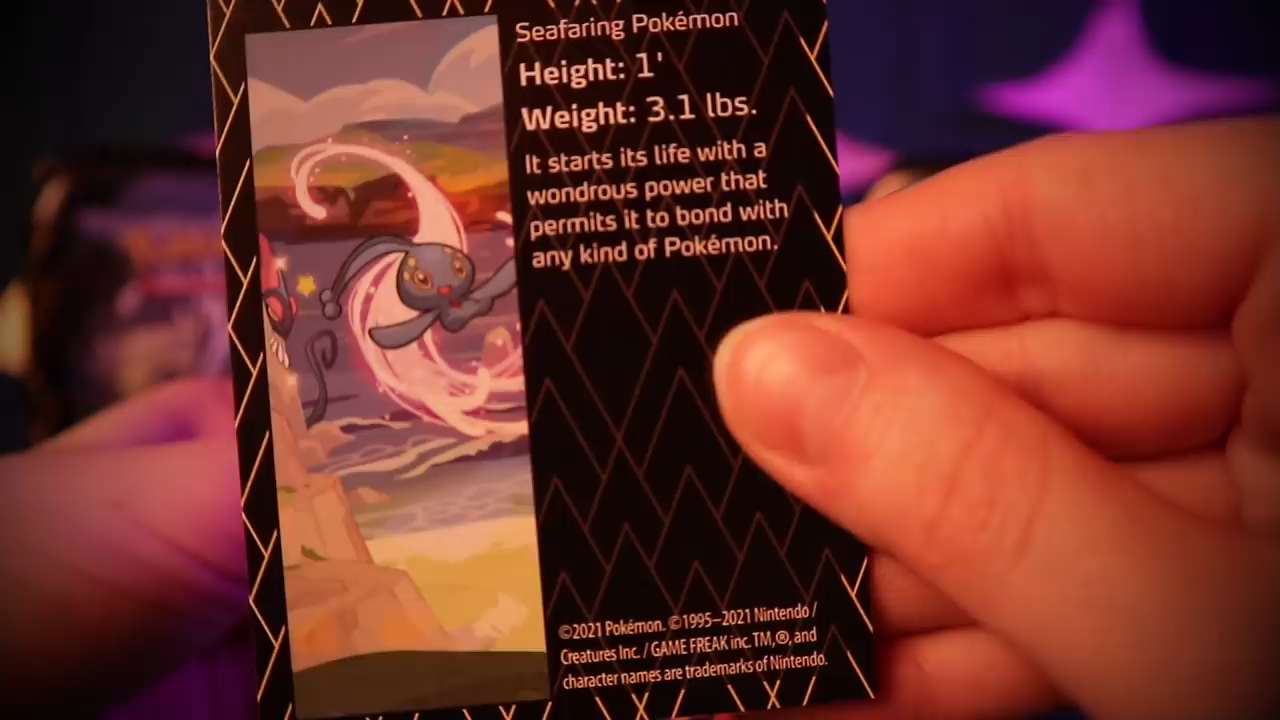 Seafaring Pokémon
Height: 1'
Weight: 3.1 lbs.
It starts its life with a
wondrous power that
permits it to bond with
any kind of Pokémon.
©2021 Pokémon. ©1995–2021 Nintendo /
Creatures Inc. / GAME FREAK inc. TM,®, and
character names are trademarks of Nintendo.